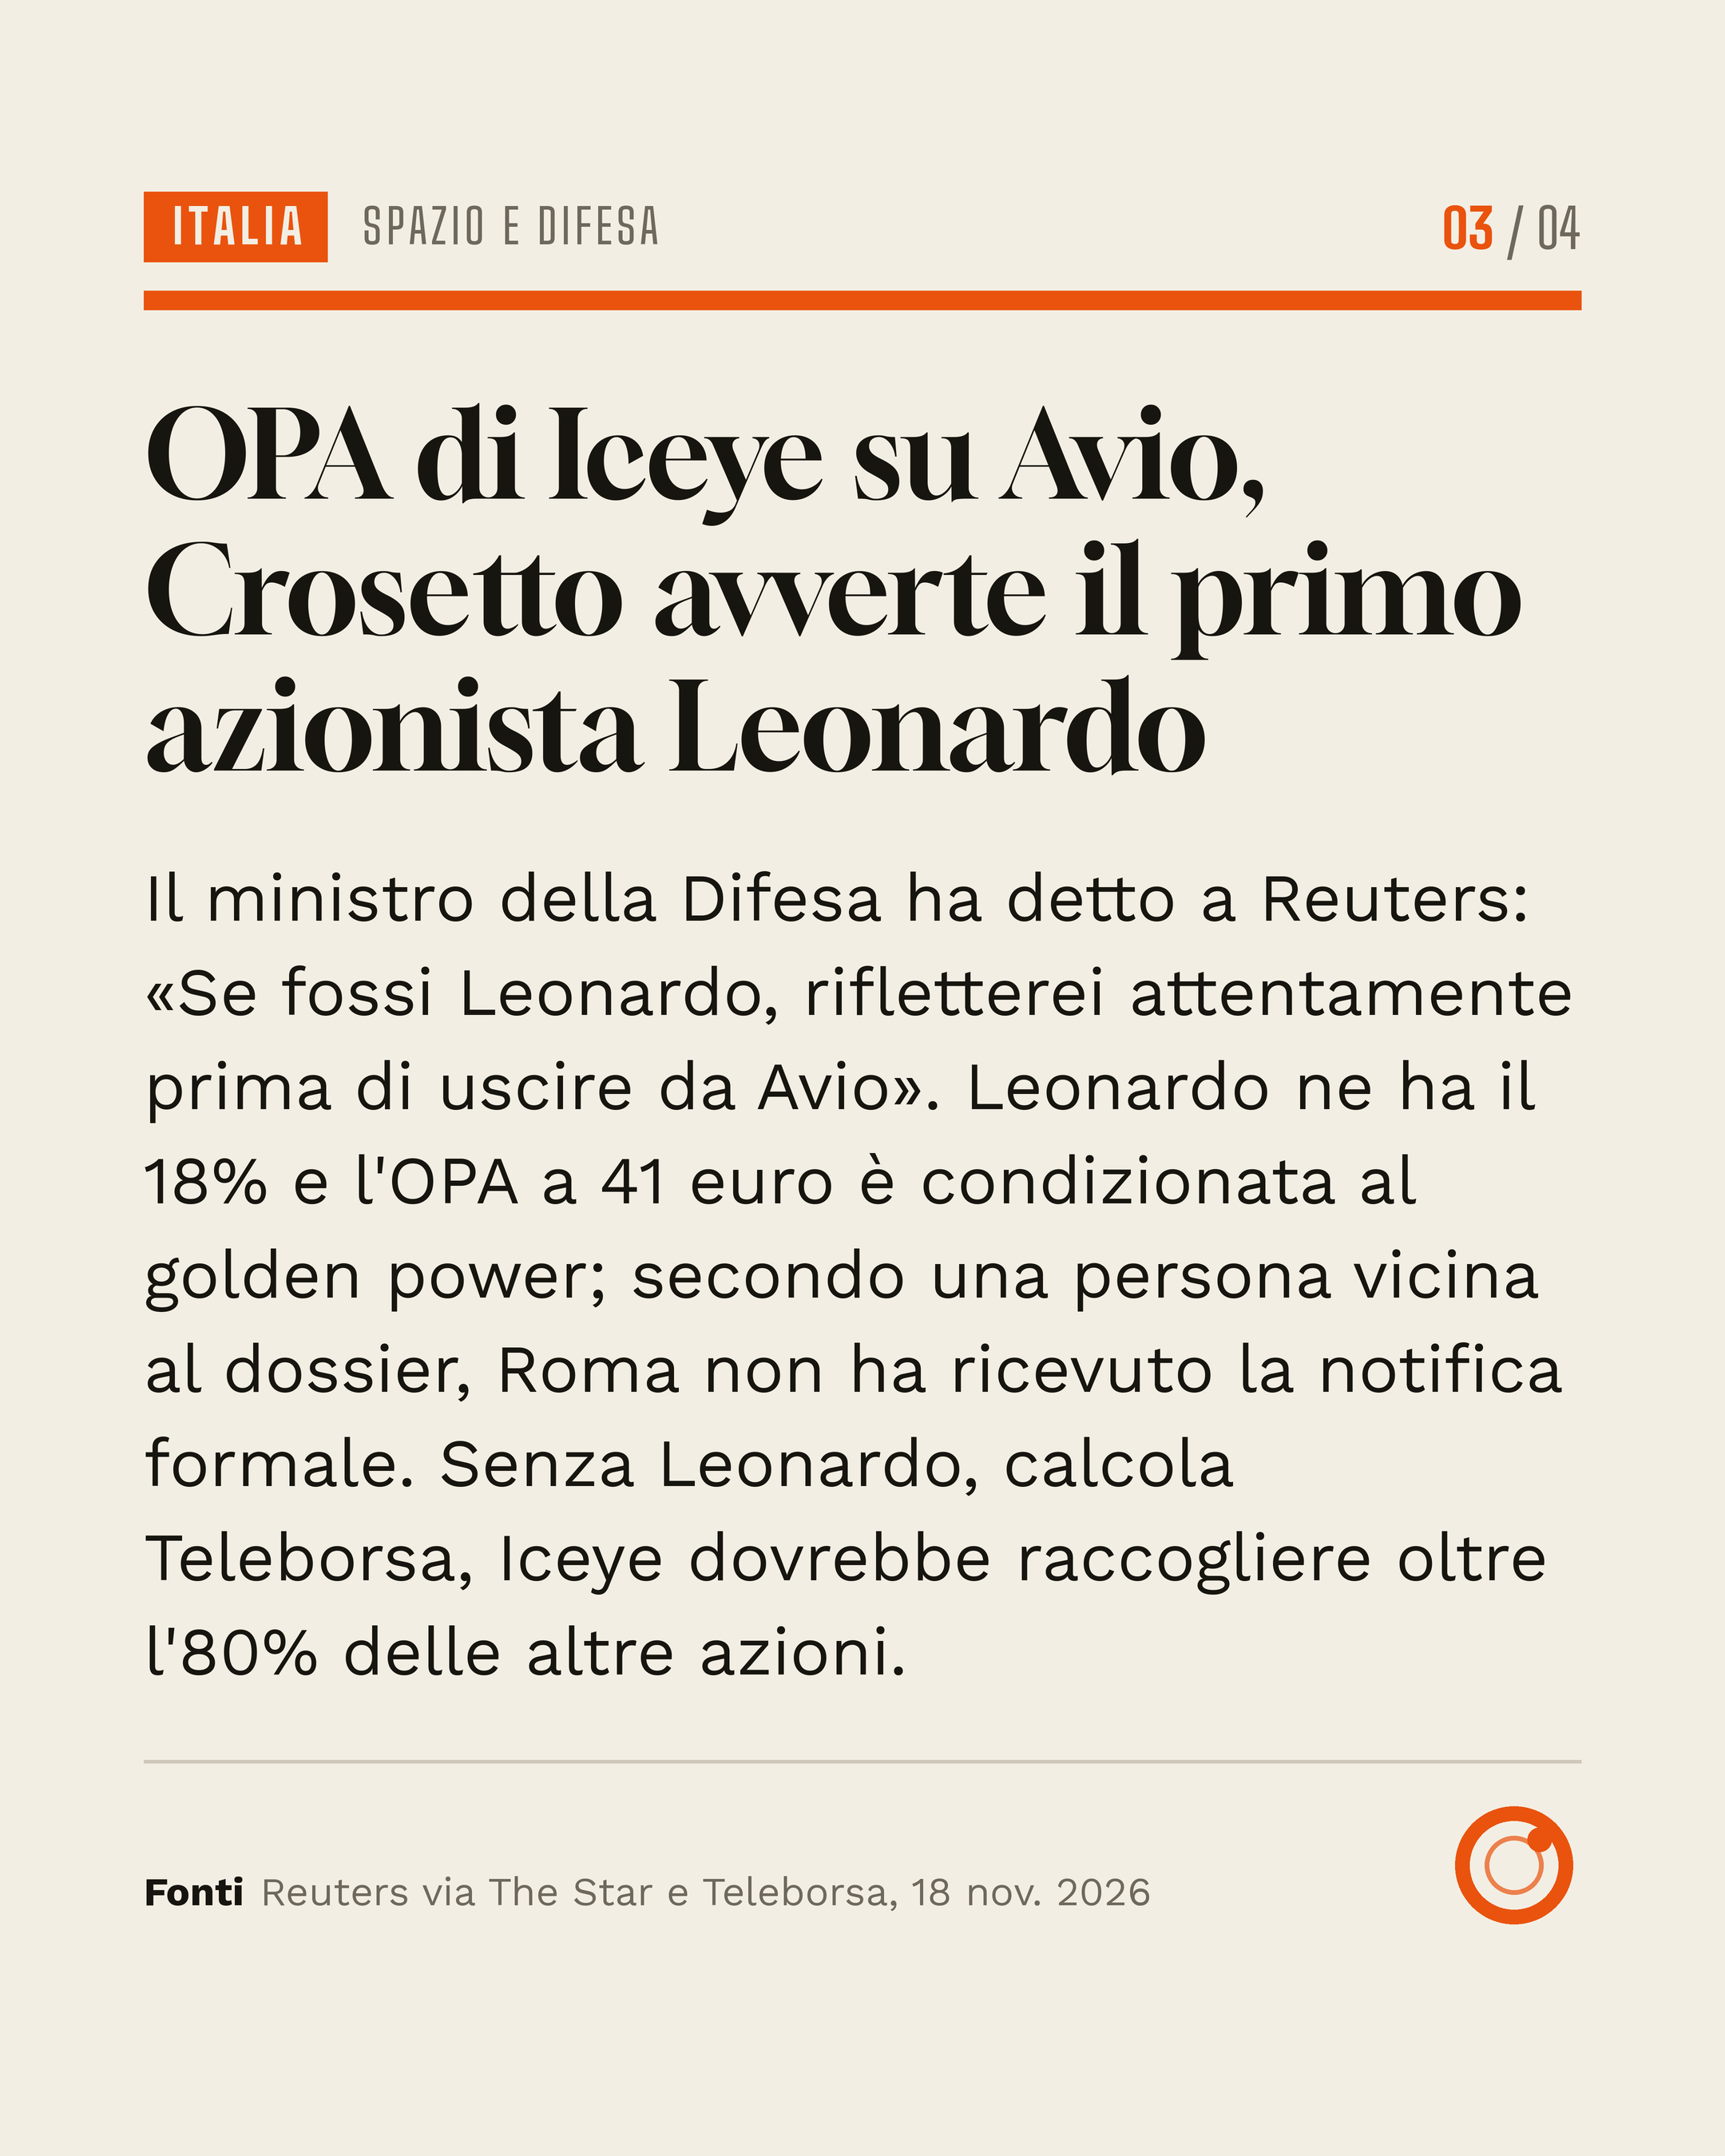 ITALIA SPAZIO E DIFESA 03 / 04
OPA di Iceye su Avio,
Crosetto avverte il primo
azionista Leonardo
Il ministro della Difesa ha detto a Reuters:
«Se fossi Leonardo, rifletterei attentamente
prima di uscire da Avio». Leonardo ne ha il
18% e l'OPA a 41 euro è condizionata al
golden power; secondo una persona vicina
al dossier, Roma non ha ricevuto la notifica
formale. Senza Leonardo, calcola
Teleborsa, Iceye dovrebbe raccogliere oltre
l'80% delle altre azioni.
Fonti Reuters via The Star e Teleborsa, 18 nov. 2026